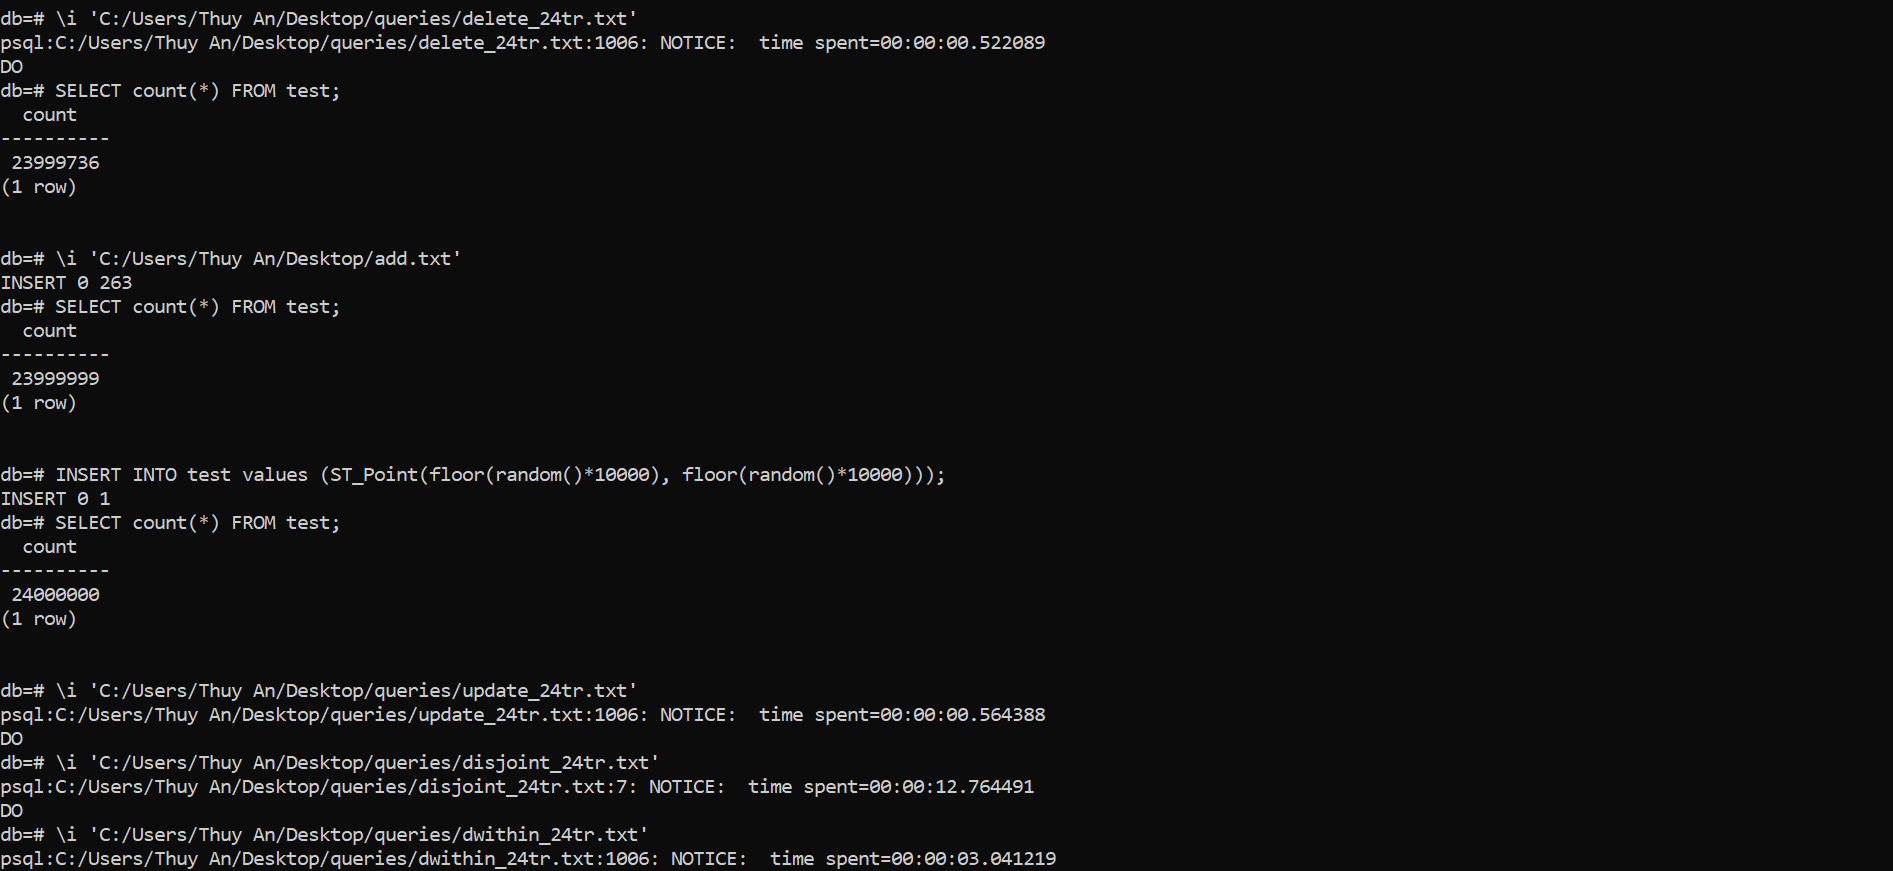 db=# \i 'C:/Users/Thuy An/Desktop/queries/delete_24tr.txt'
psql:C:/Users/Thuy An/Desktop/queries/delete_24tr.txt:1006: NOTICE:  time spent=00:00:00.522089
DO
db=# SELECT count(*) FROM test;
  count
----------
 23999736
(1 row)


db=# \i 'C:/Users/Thuy An/Desktop/add.txt'
INSERT 0 263
db=# SELECT count(*) FROM test;
  count
----------
 23999999
(1 row)


db=# INSERT INTO test values (ST_Point(floor(random()*10000), floor(random()*10000)));
INSERT 0 1
db=# SELECT count(*) FROM test;
  count
----------
 24000000
(1 row)


db=# \i 'C:/Users/Thuy An/Desktop/queries/update_24tr.txt'
psql:C:/Users/Thuy An/Desktop/queries/update_24tr.txt:1006: NOTICE:  time spent=00:00:00.564388
DO
db=# \i 'C:/Users/Thuy An/Desktop/queries/disjoint_24tr.txt'
psql:C:/Users/Thuy An/Desktop/queries/disjoint_24tr.txt:7: NOTICE:  time spent=00:00:12.764491
DO
db=# \i 'C:/Users/Thuy An/Desktop/queries/dwithin_24tr.txt'
psql:C:/Users/Thuy An/Desktop/queries/dwithin_24tr.txt:1006: NOTICE:  time spent=00:00:03.041219